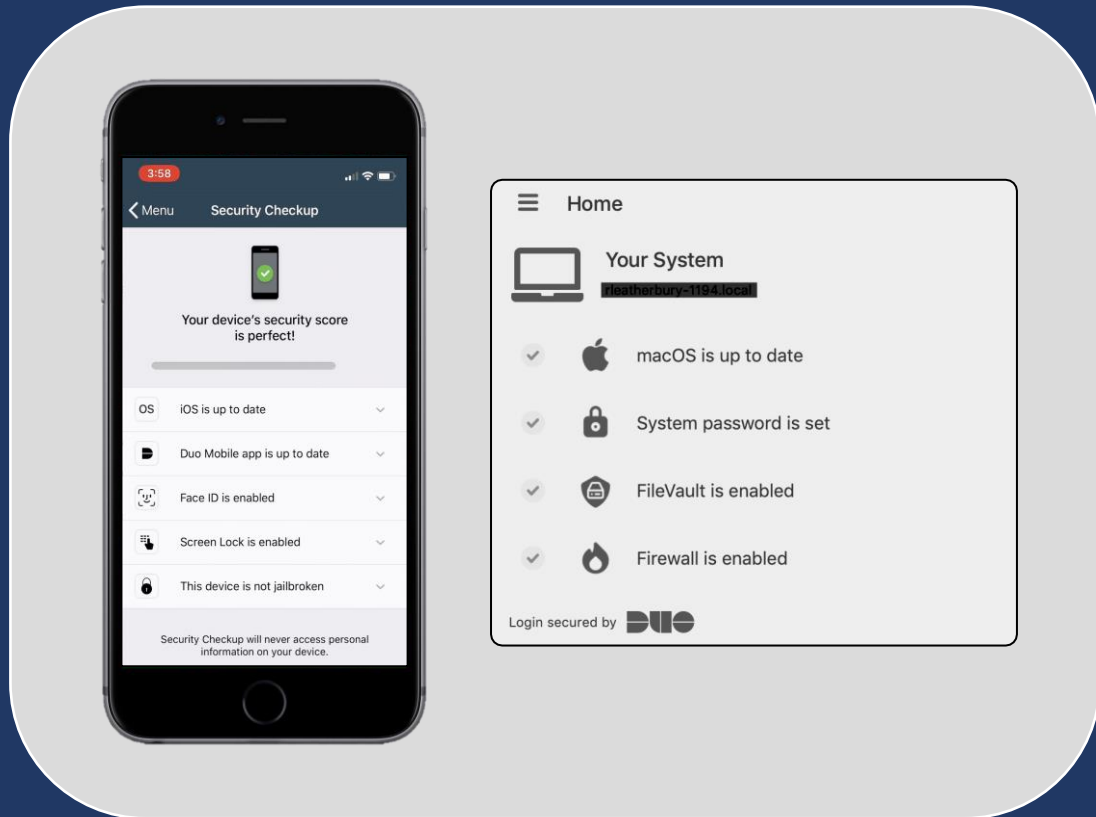 3:58
Menu
Security Checkup
Your device's security score
is perfect!
OS iOS is up to date
Duo Mobile app is up to date
Face ID is enabled
Screen Lock is enabled
This device is not jailbroken
Security Checkup will never access personal
information on your device.
Home
Your System
rleatherbury-1194.local
macOS is up to date
System password is set
FileVault is enabled
Firewall is enabled
Login secured by DUO